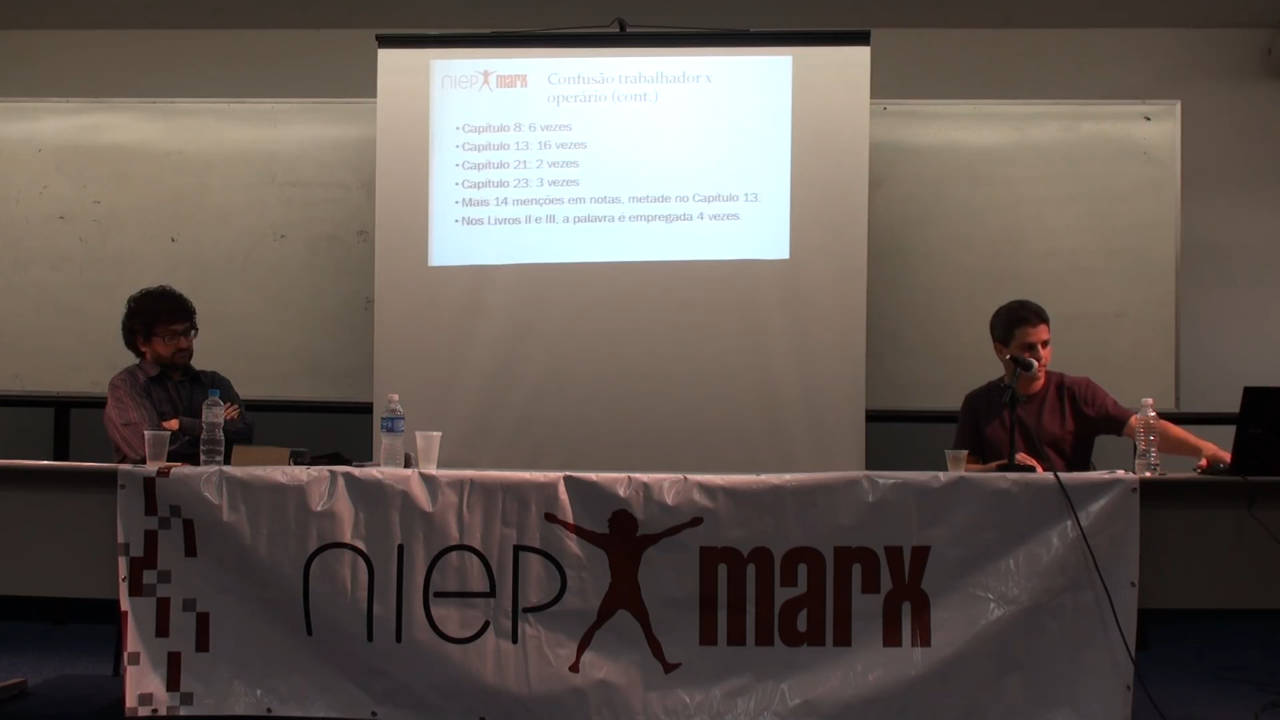 NIEP MARX
Confusão trabalhador x
operário (cont.)
• Capítulo 8: 6 vezes
• Capítulo 13: 16 vezes
• Capítulo 21: 2 vezes
• Capítulo 23: 3 vezes
• Mais 14 menções em notas, metade no Capítulo 13.
• Nos Livros II e III, a palavra é empregada 4 vezes.
NIEP MARX